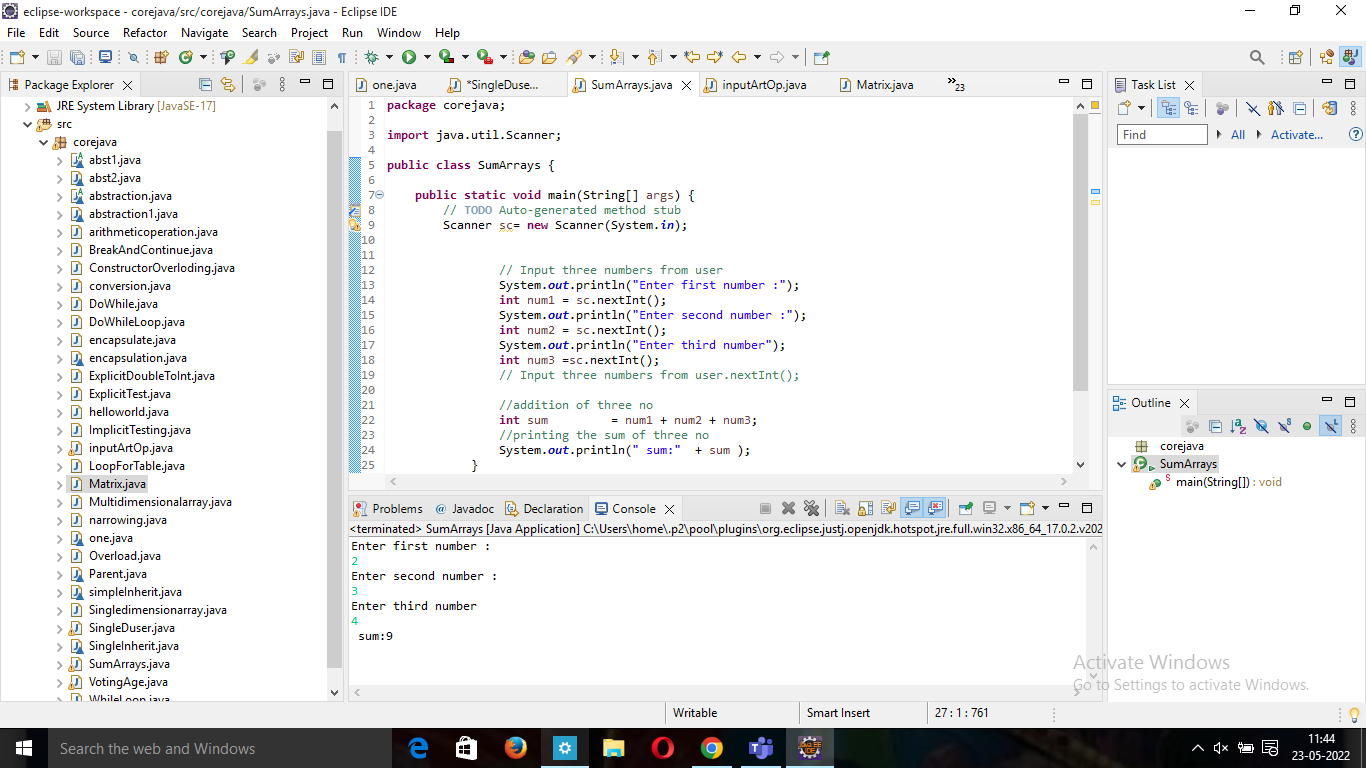 eclipse-workspace - corejava/src/corejava/SumArrays.java - Eclipse IDE
File Edit Source Refactor Navigate Search Project Run Window Help
Package Explorer
JRE System Library [JavaSE-17]
src
corejava
abst1.java
abst2.java
abstraction.java
abstraction1.java
arithmeticoperation.java
BreakAndContinue.java
ConstructorOverloding.java
conversion.java
DoWhile.java
DoWhileLoop.java
encapsulate.java
encapsulation.java
ExplicitDoubleToInt.java
ExplicitTest.java
helloworld.java
ImplicitTesting.java
inputArtOp.java
LoopForTable.java
Matrix.java
Multidimensionalarray.java
narrowing.java
one.java
Overload.java
Parent.java
simpleInherit.java
Singledimensionarray.java
SingleDuser.java
SingleInherit.java
SumArrays.java
VotingAge.java
WhileLoop.java
one.java *SingleDuse... SumArrays.java inputArtOp.java Matrix.java »23
1 package corejava;
2
3 import java.util.Scanner;
4
5 public class SumArrays {
6
7 public static void main(String[] args) {
8 // TODO Auto-generated method stub
9 Scanner sc= new Scanner(System.in);
10
11
12 // Input three numbers from user
13 System.out.println("Enter first number :");
14 int num1 = sc.nextInt();
15 System.out.println("Enter second number :");
16 int num2 = sc.nextInt();
17 System.out.println("Enter third number");
18 int num3 =sc.nextInt();
19 // Input three numbers from user.nextInt();
20
21 //addition of three no
22 int sum = num1 + num2 + num3;
23 //printing the sum of three no
24 System.out.println(" sum:" + sum );
25 }
Problems @ Javadoc Declaration Console
<terminated> SumArrays [Java Application] C:\Users\home\.p2\pool\plugins\org.eclipse.justj.openjdk.hotspot.jre.full.win32.x86_64_17.0.2.v202
Enter first number :
2
Enter second number :
3
Enter third number
4
sum:9
Task List
Find All Activate...
Outline
corejava
SumArrays
main(String[]) : void
Activate Windows
Go to Settings to activate Windows.
Writable Smart Insert 27 : 1 : 761
Search the web and Windows
11:44
23-05-2022